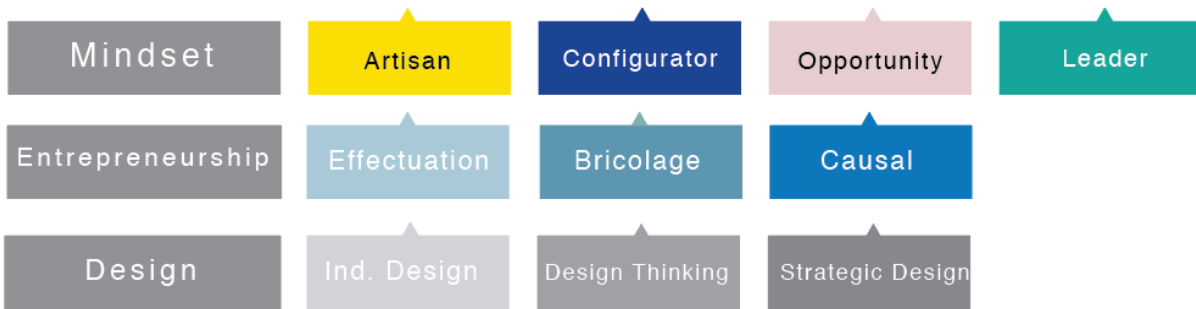 Mindset Artisan Configurator Opportunity Leader
Entrepreneurship Effectuation Bricolage Causal
Design Ind. Design Design Thinking Strategic Design